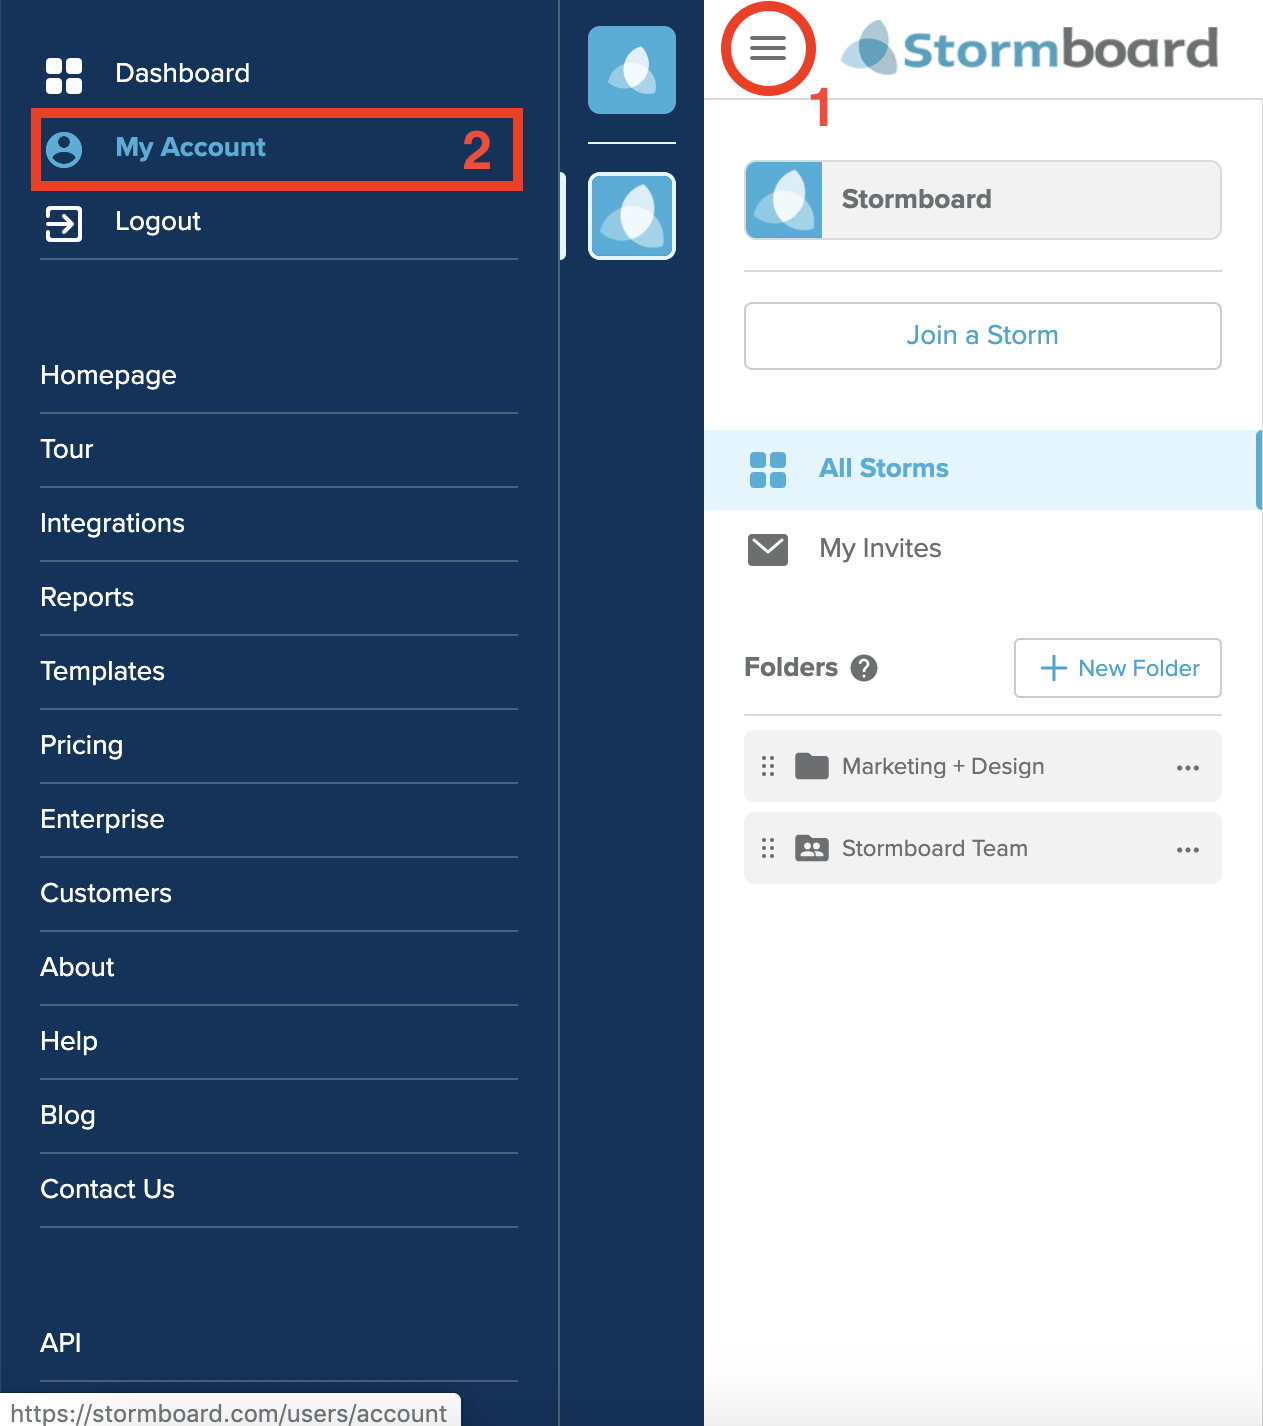 Dashboard
My Account 2
Logout
Homepage
Tour
Integrations
Reports
Templates
Pricing
Enterprise
Customers
About
Help
Blog
Contact Us
API
https://stormboard.com/users/account
Stormboard
1
Stormboard
Join a Storm
All Storms
My Invites
Folders ?
+ New Folder
Marketing + Design
Stormboard Team